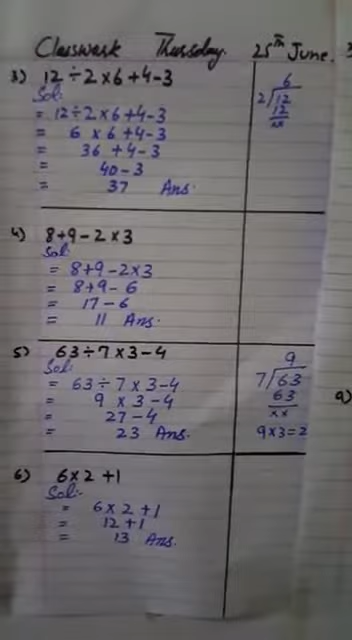 Classwork Thursday. 25th June.
3) 12 ÷ 2 × 6 + 4 - 3
Sol:
= 12 ÷ 2 × 6 + 4 - 3
= 6 × 6 + 4 - 3
= 36 + 4 - 3
= 40 - 3
= 37 Ans.
6
2)12
12
××
4) 8 + 9 - 2 × 3
Sol:
= 8 + 9 - 2 × 3
= 8 + 9 - 6
= 17 - 6
= 11 Ans.
5) 63 ÷ 7 × 3 - 4
Sol:
= 63 ÷ 7 × 3 - 4
= 9 × 3 - 4
= 27 - 4
= 23 Ans.
9
7)63
63
××
9 × 3 = 2
6) 6 × 2 + 1
Sol:
= 6 × 2 + 1
= 12 + 1
= 13 Ans.